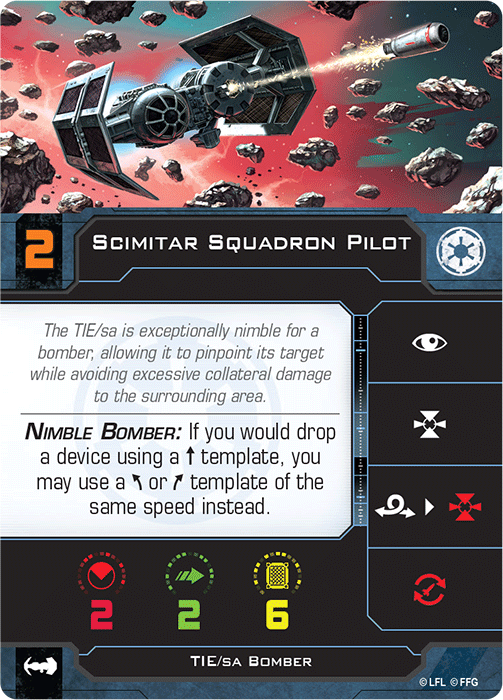 2
SCIMITAR SQUADRON PILOT
The TIE/sa is exceptionally nimble for a
bomber, allowing it to pinpoint its target
while avoiding excessive collateral damage
to the surrounding area.
NIMBLE BOMBER: If you would drop
a device using a ⬆ template, you
may use a ↖ or ↗ template of the
same speed instead.
2 2 6
TIE/SA BOMBER
© LFL © FFG